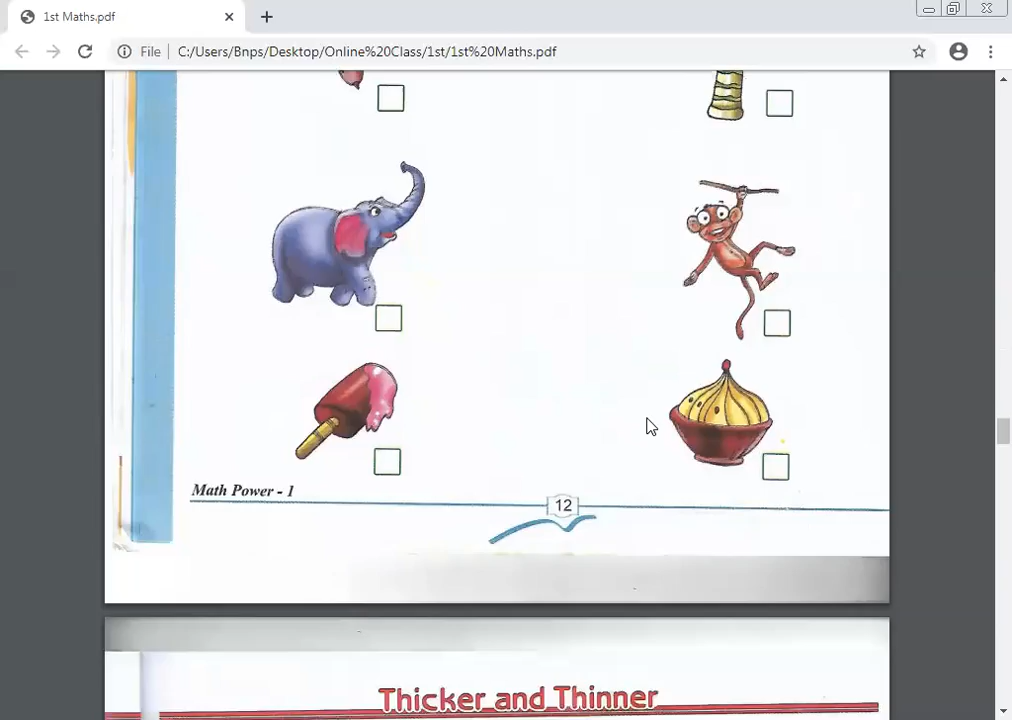 1st Maths.pdf
File C:/Users/Bnps/Desktop/Online%20Class/1st/1st%20Maths.pdf
Math Power - 1
12
Thicker and Thinner